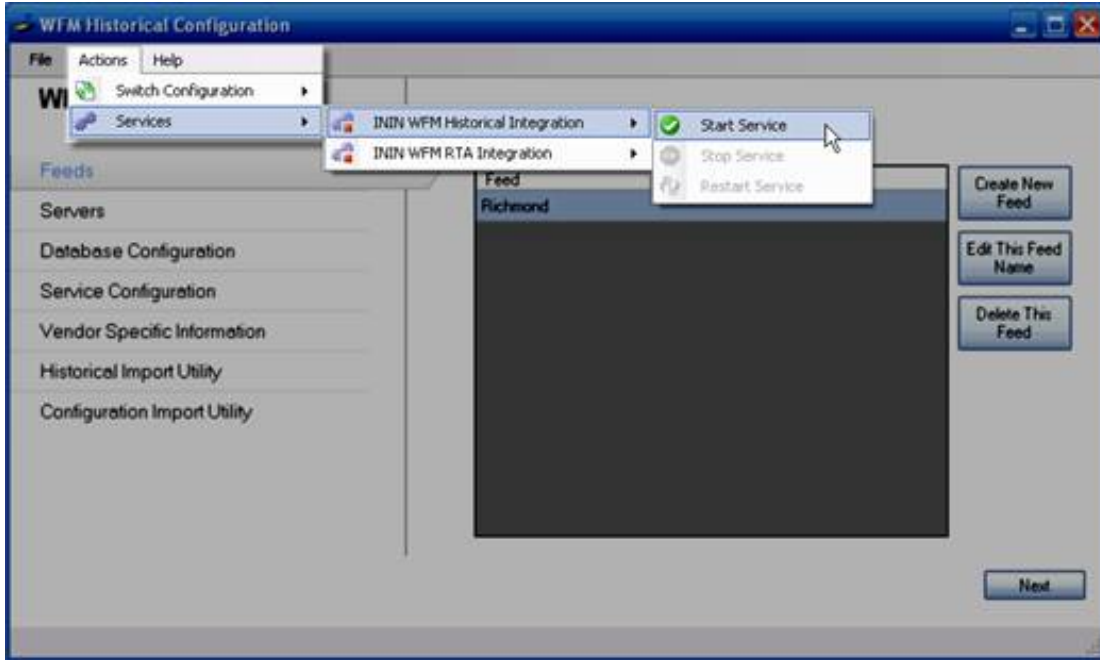 WFM Historical Configuration
File Actions Help
Switch Configuration
Services
ININ WFM Historical Integration
ININ WFM RTA Integration
Start Service
Stop Service
Restart Service
Feeds
Servers
Database Configuration
Service Configuration
Vendor Specific Information
Historical Import Utility
Configuration Import Utility
Feed
Richmond
Create New
Feed
Edit This Feed
Name
Delete This
Feed
Next